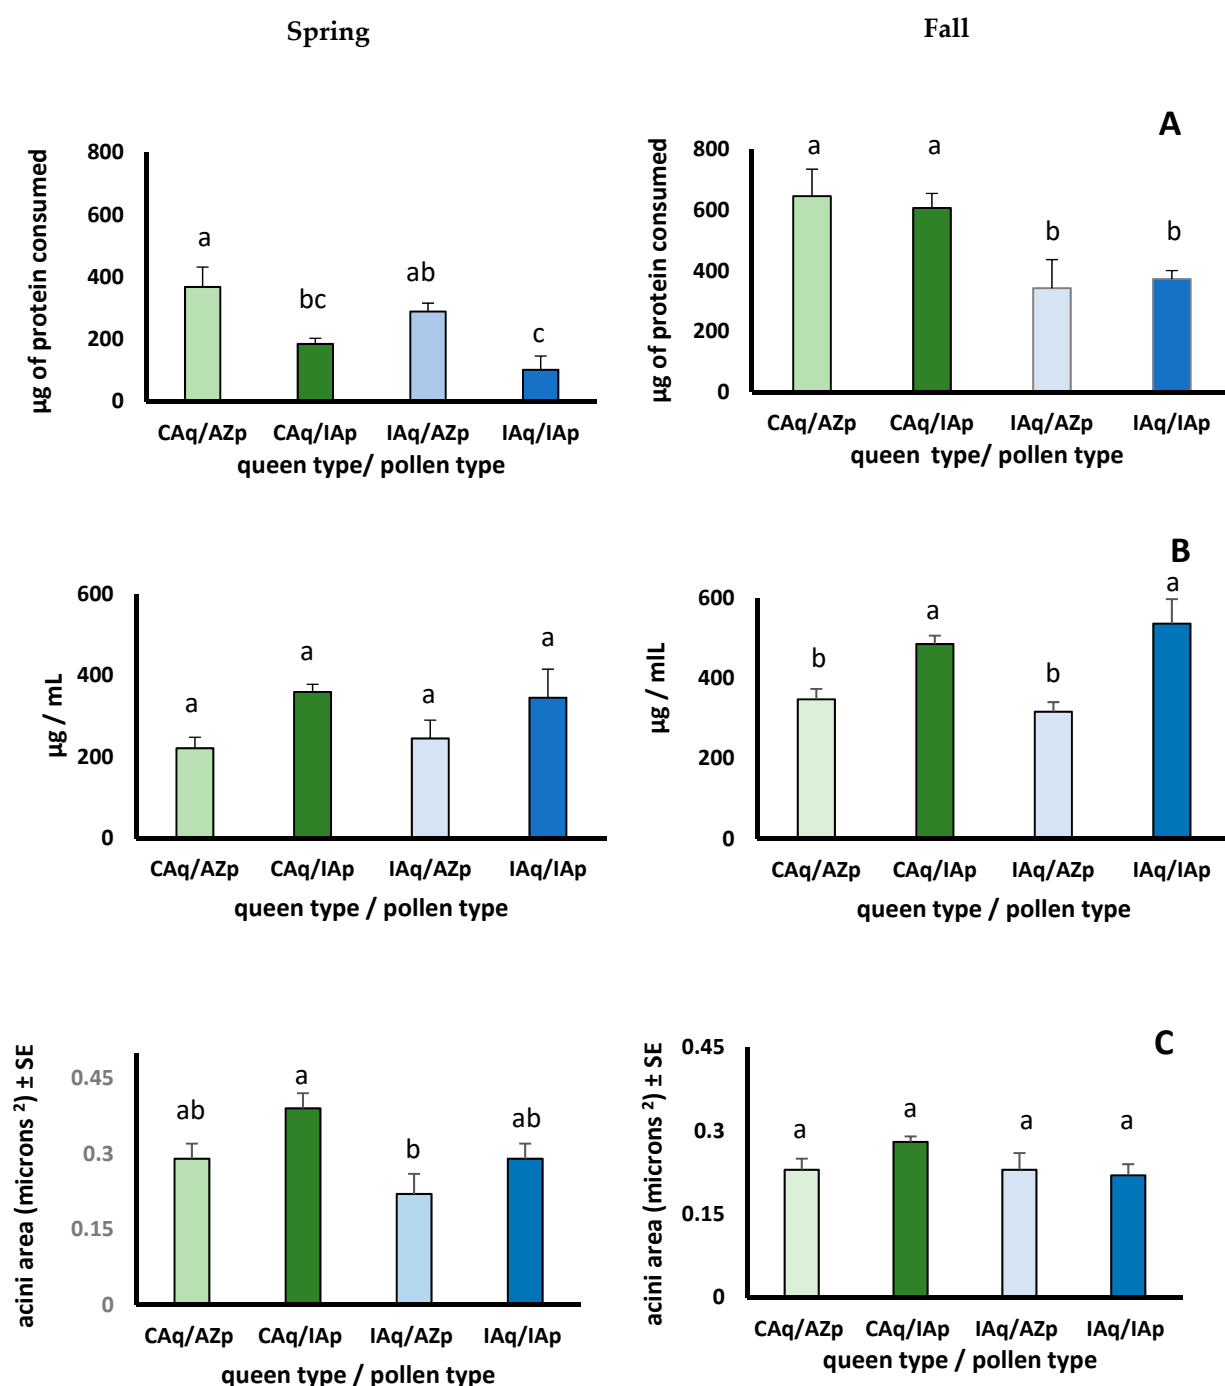 Spring
Fall
A
µg of protein consumed
800
600
400
200
0
a
bc
ab
c
CAq/AZp CAq/IAp IAq/AZp IAq/IAp
queen type/ pollen type
µg of protein consumed
800
600
400
200
0
a
a
b
b
CAq/AZp CAq/IAp IAq/AZp IAq/IAp
queen type/ pollen type
B
µg / mL
600
400
200
0
a
a
a
a
CAq/AZp CAq/IAp IAq/AZp IAq/IAp
queen type / pollen type
µg / mlL
600
400
200
0
b
a
b
a
CAq/AZp CAq/IAp IAq/AZp IAq/IAp
queen type / pollen type
C
acini area (microns ²) ± SE
0.45
0.3
0.15
0
ab
a
b
ab
CAq/AZp CAq/IAp IAq/AZp IAq/IAp
queen type / pollen type
acini area (microns ²) ± SE
0.45
0.3
0.15
0
a
a
a
a
CAq/AZp CAq/IAp IAq/AZp IAq/IAp
queen type / pollen type